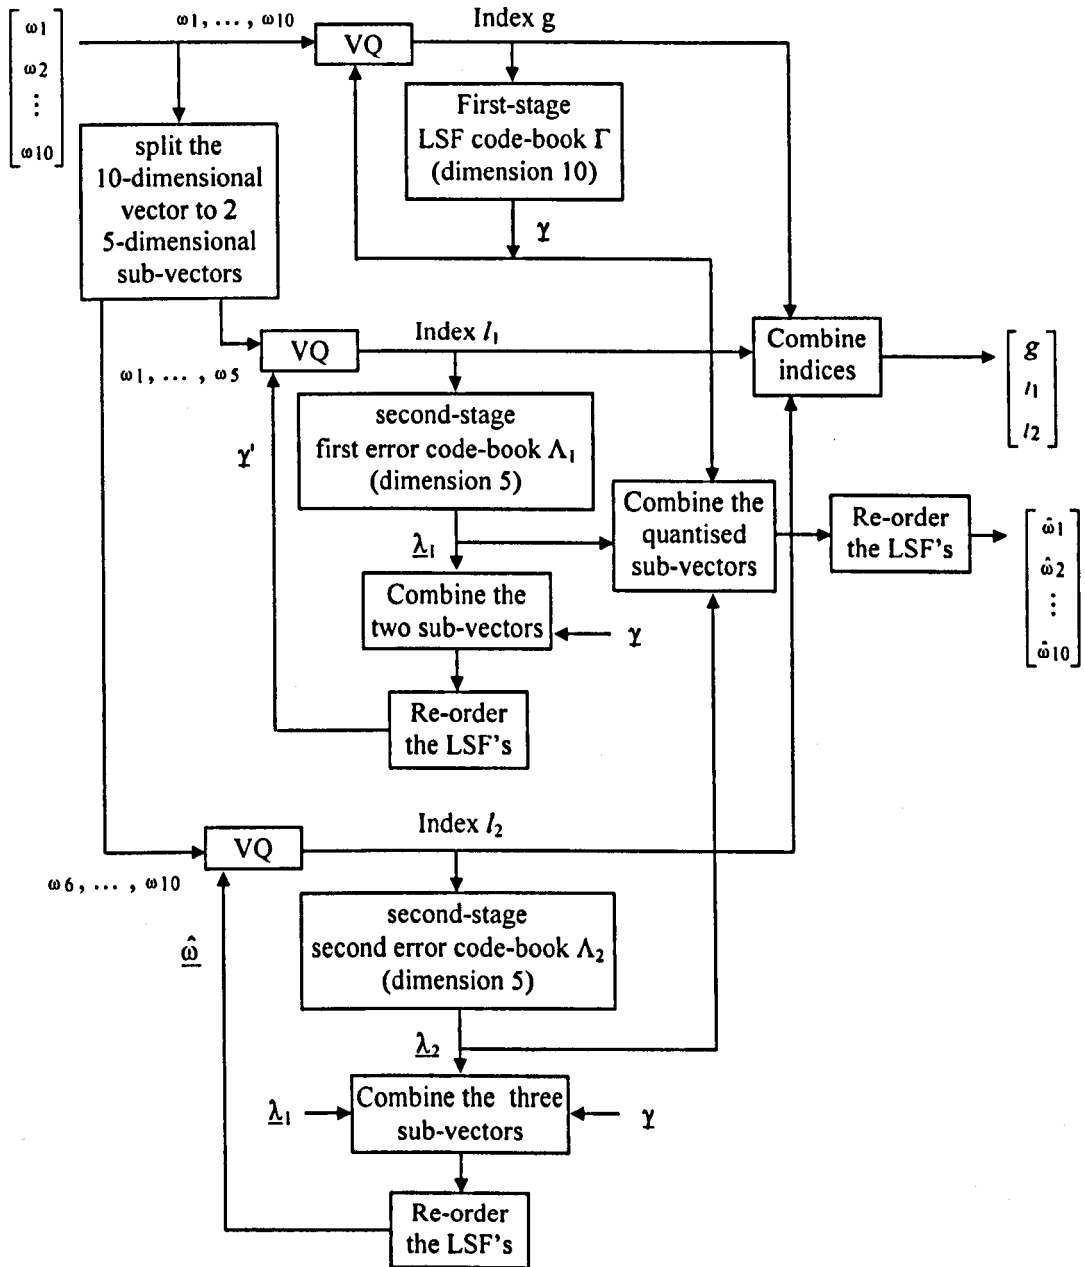 ω1
ω2
⋮
ω10
ω1, ..., ω10
VQ
Index g
First-stage
LSF code-book Γ
(dimension 10)
γ
split the
10-dimensional
vector to 2
5-dimensional
sub-vectors
ω1, ... , ω5
VQ
Index l1
second-stage
first error code-book Λ1
(dimension 5)
γ'
λ1
Combine the
two sub-vectors
γ
Re-order
the LSF's
Combine
indices
g
l1
l2
Combine the
quantised
sub-vectors
Re-order
the LSF's
ω̂1
ω̂2
⋮
ω̂10
ω6, ... , ω10
VQ
Index l2
second-stage
second error code-book Λ2
(dimension 5)
ω̂
λ2
λ1
Combine the three
sub-vectors
γ
Re-order
the LSF's